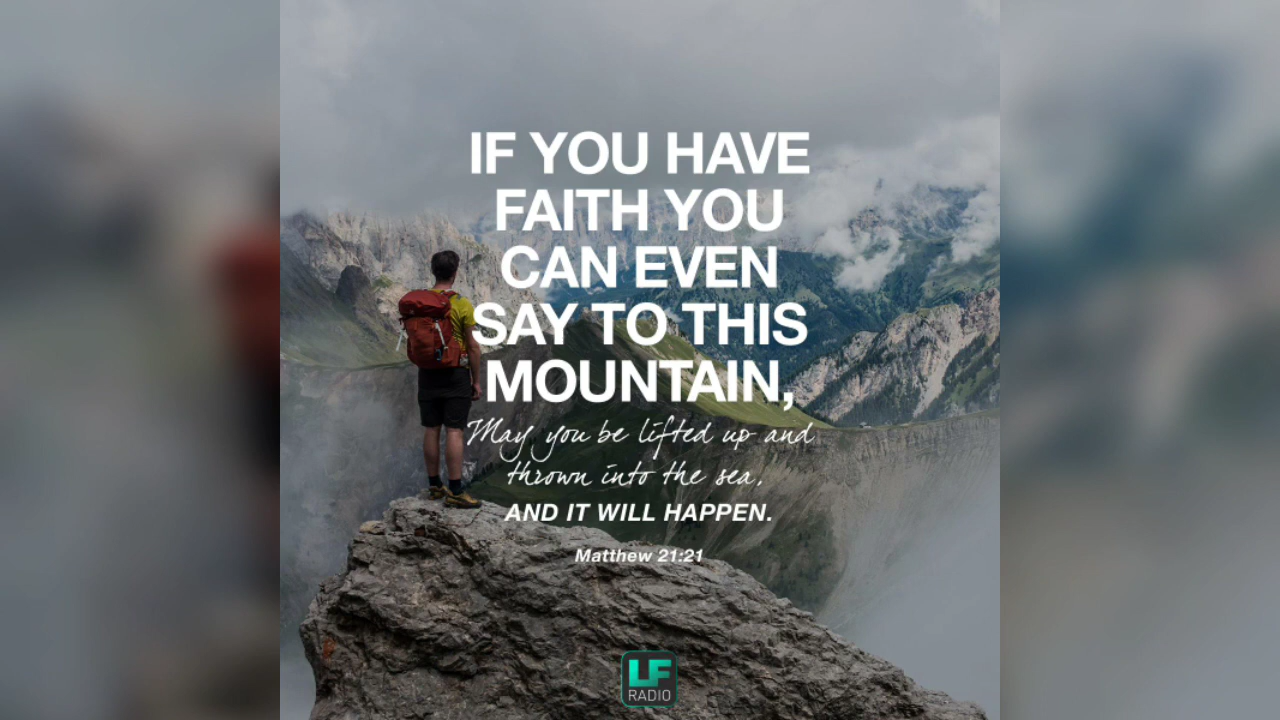 IF YOU HAVE
FAITH YOU
CAN EVEN
SAY TO THIS
MOUNTAIN,
May you be lifted up and
thrown into the sea,
AND IT WILL HAPPEN.
Matthew 21:21
LF
RADIO